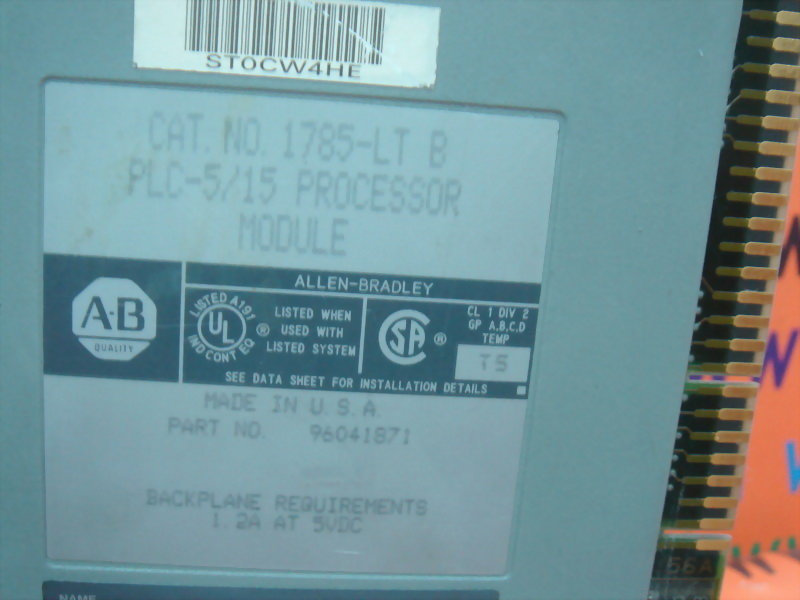 ST0CW4HE
CAT. NO. 1785-LT B
PLC-5/15 PROCESSOR
MODULE
ALLEN-BRADLEY
A·B
QUALITY
LISTED A191
UL
IND CONT EQ
®
LISTED WHEN
USED WITH
LISTED SYSTEM
SA
®
CL 1 DIV 2
GP A,B,C,D
TEMP
T5
SEE DATA SHEET FOR INSTALLATION DETAILS
MADE IN U.S.A.
PART NO. 96041871
BACKPLANE REQUIREMENTS
1.2A AT 5VDC
NAME
56A